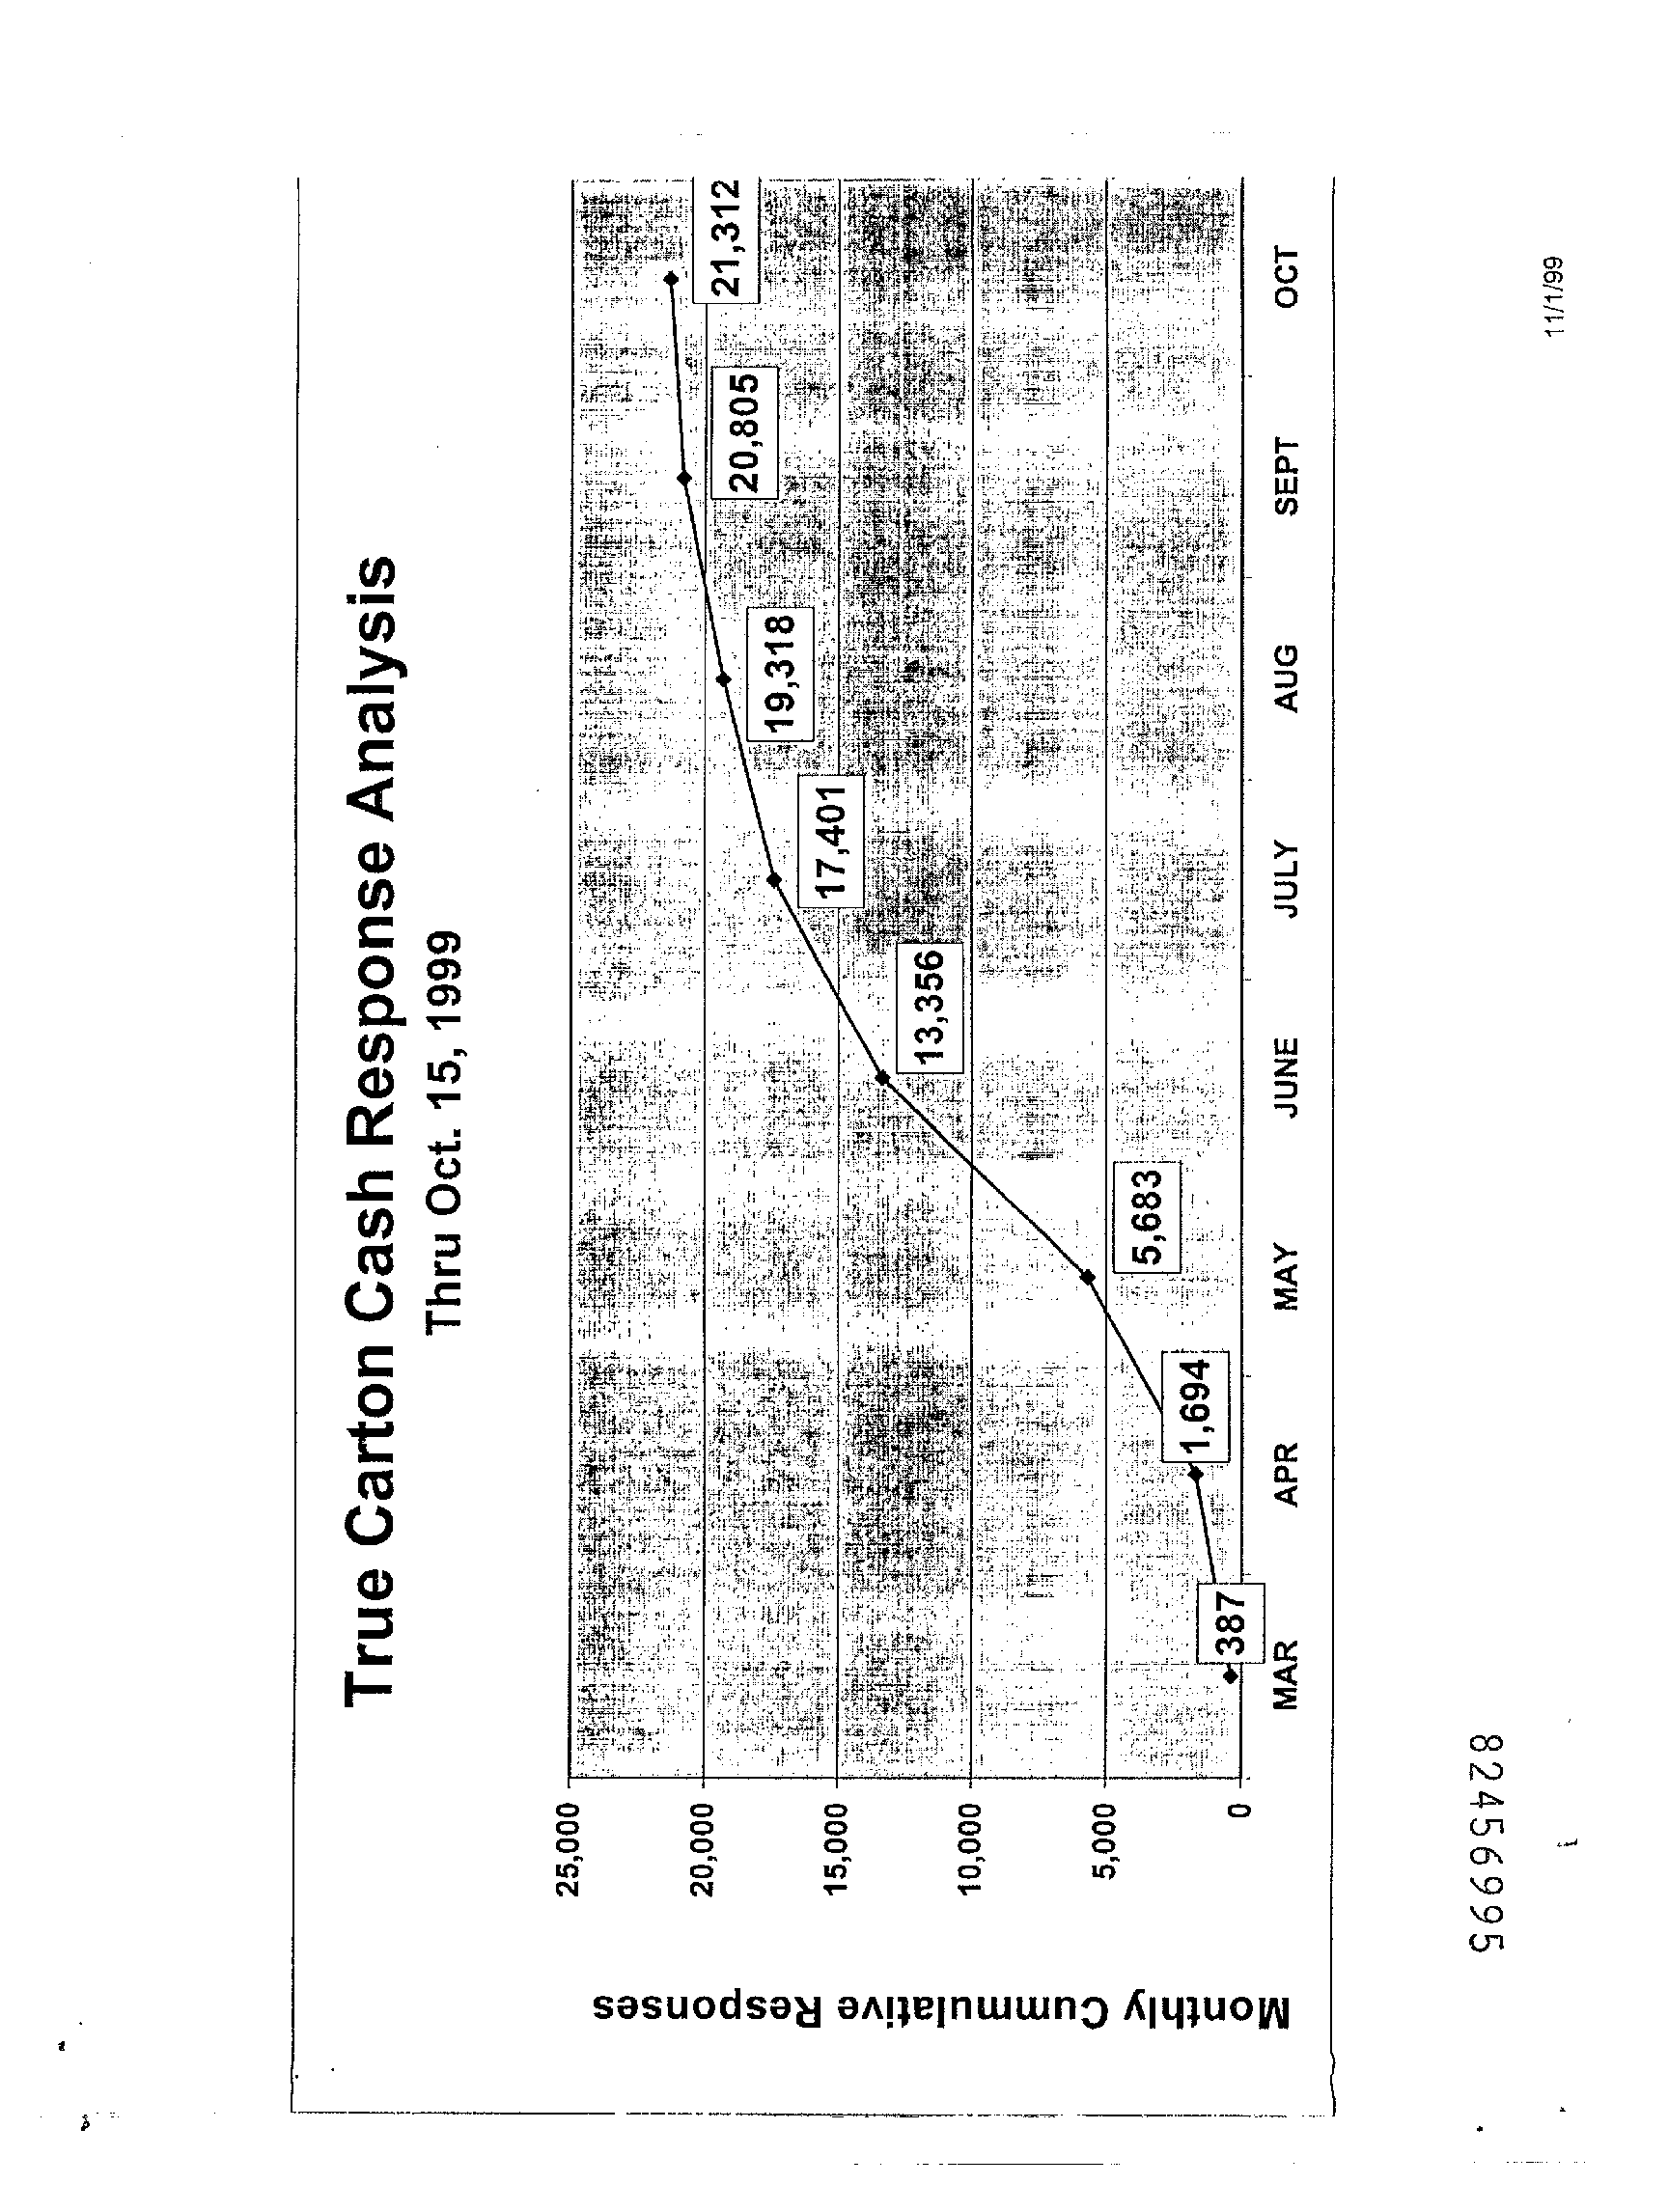 True Carton Cash Response Analysis
Thru Oct. 15, 1999
Monthly Cummulative Responses
25,000
20,000
15,000
10,000
5,000
0
387
1,694
5,683
13,356
17,401
19,318
20,805
21,312
MAR
APR
MAY
JUNE
JULY
AUG
SEPT
OCT
11/1/99
82456995